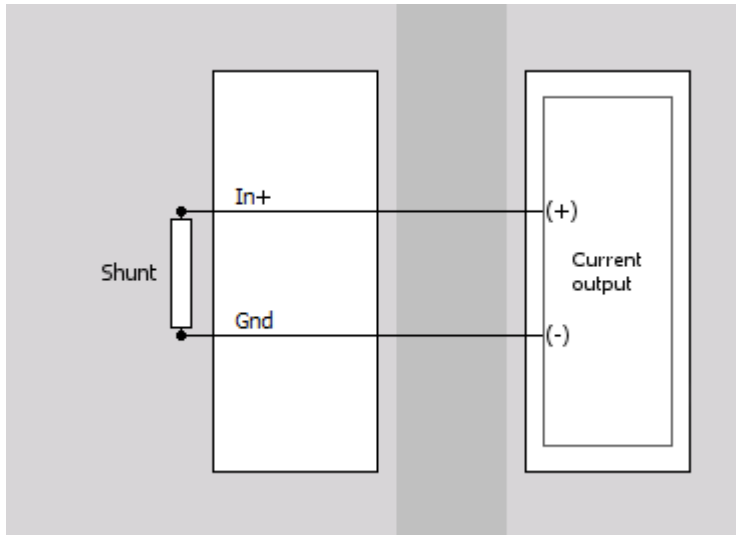 In+
(+)
Shunt
Current
output
Gnd
(-)